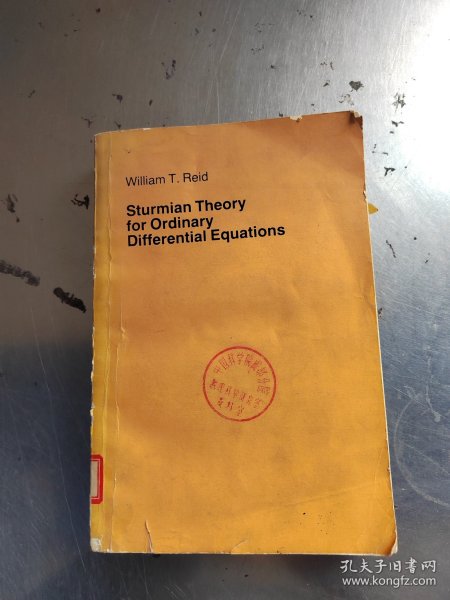 William T. Reid
Sturmian Theory
for Ordinary
Differential Equations
孔夫子旧书网
www.kongfz.com